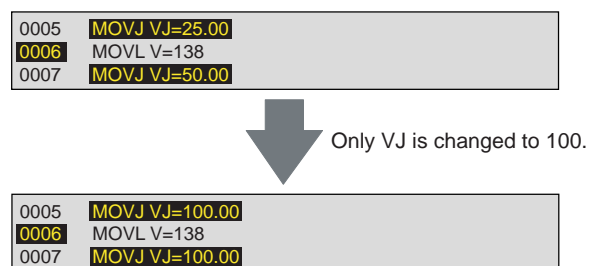 0005 MOVJ VJ=25.00
0006 MOVL V=138
0007 MOVJ VJ=50.00
Only VJ is changed to 100.
0005 MOVJ VJ=100.00
0006 MOVL V=138
0007 MOVJ VJ=100.00